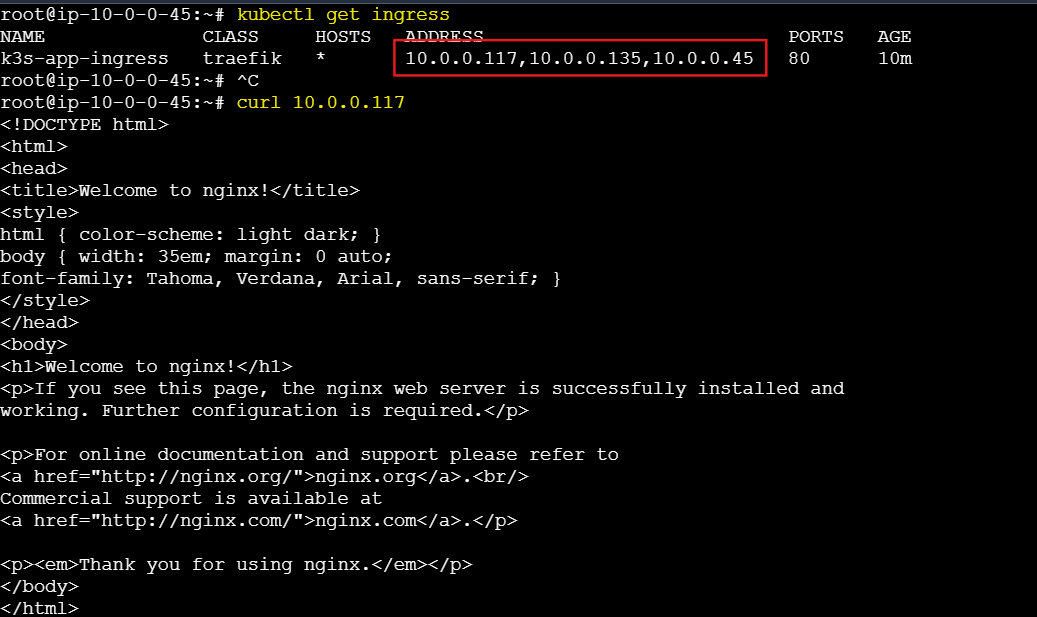 root@ip-10-0-0-45:~# kubectl get ingress
NAME CLASS HOSTS ADDRESS PORTS AGE
k3s-app-ingress traefik * 10.0.0.117,10.0.0.135,10.0.0.45 80 10m
root@ip-10-0-0-45:~# ^C
root@ip-10-0-0-45:~# curl 10.0.0.117
<!DOCTYPE html>
<html>
<head>
<title>Welcome to nginx!</title>
<style>
html { color-scheme: light dark; }
body { width: 35em; margin: 0 auto;
font-family: Tahoma, Verdana, Arial, sans-serif; }
</style>
</head>
<body>
<h1>Welcome to nginx!</h1>
<p>If you see this page, the nginx web server is successfully installed and
working. Further configuration is required.</p>
<p>For online documentation and support please refer to
<a href="http://nginx.org/">nginx.org</a>.<br/>
Commercial support is available at
<a href="http://nginx.com/">nginx.com</a>.</p>
<p><em>Thank you for using nginx.</em></p>
</body>
</html>